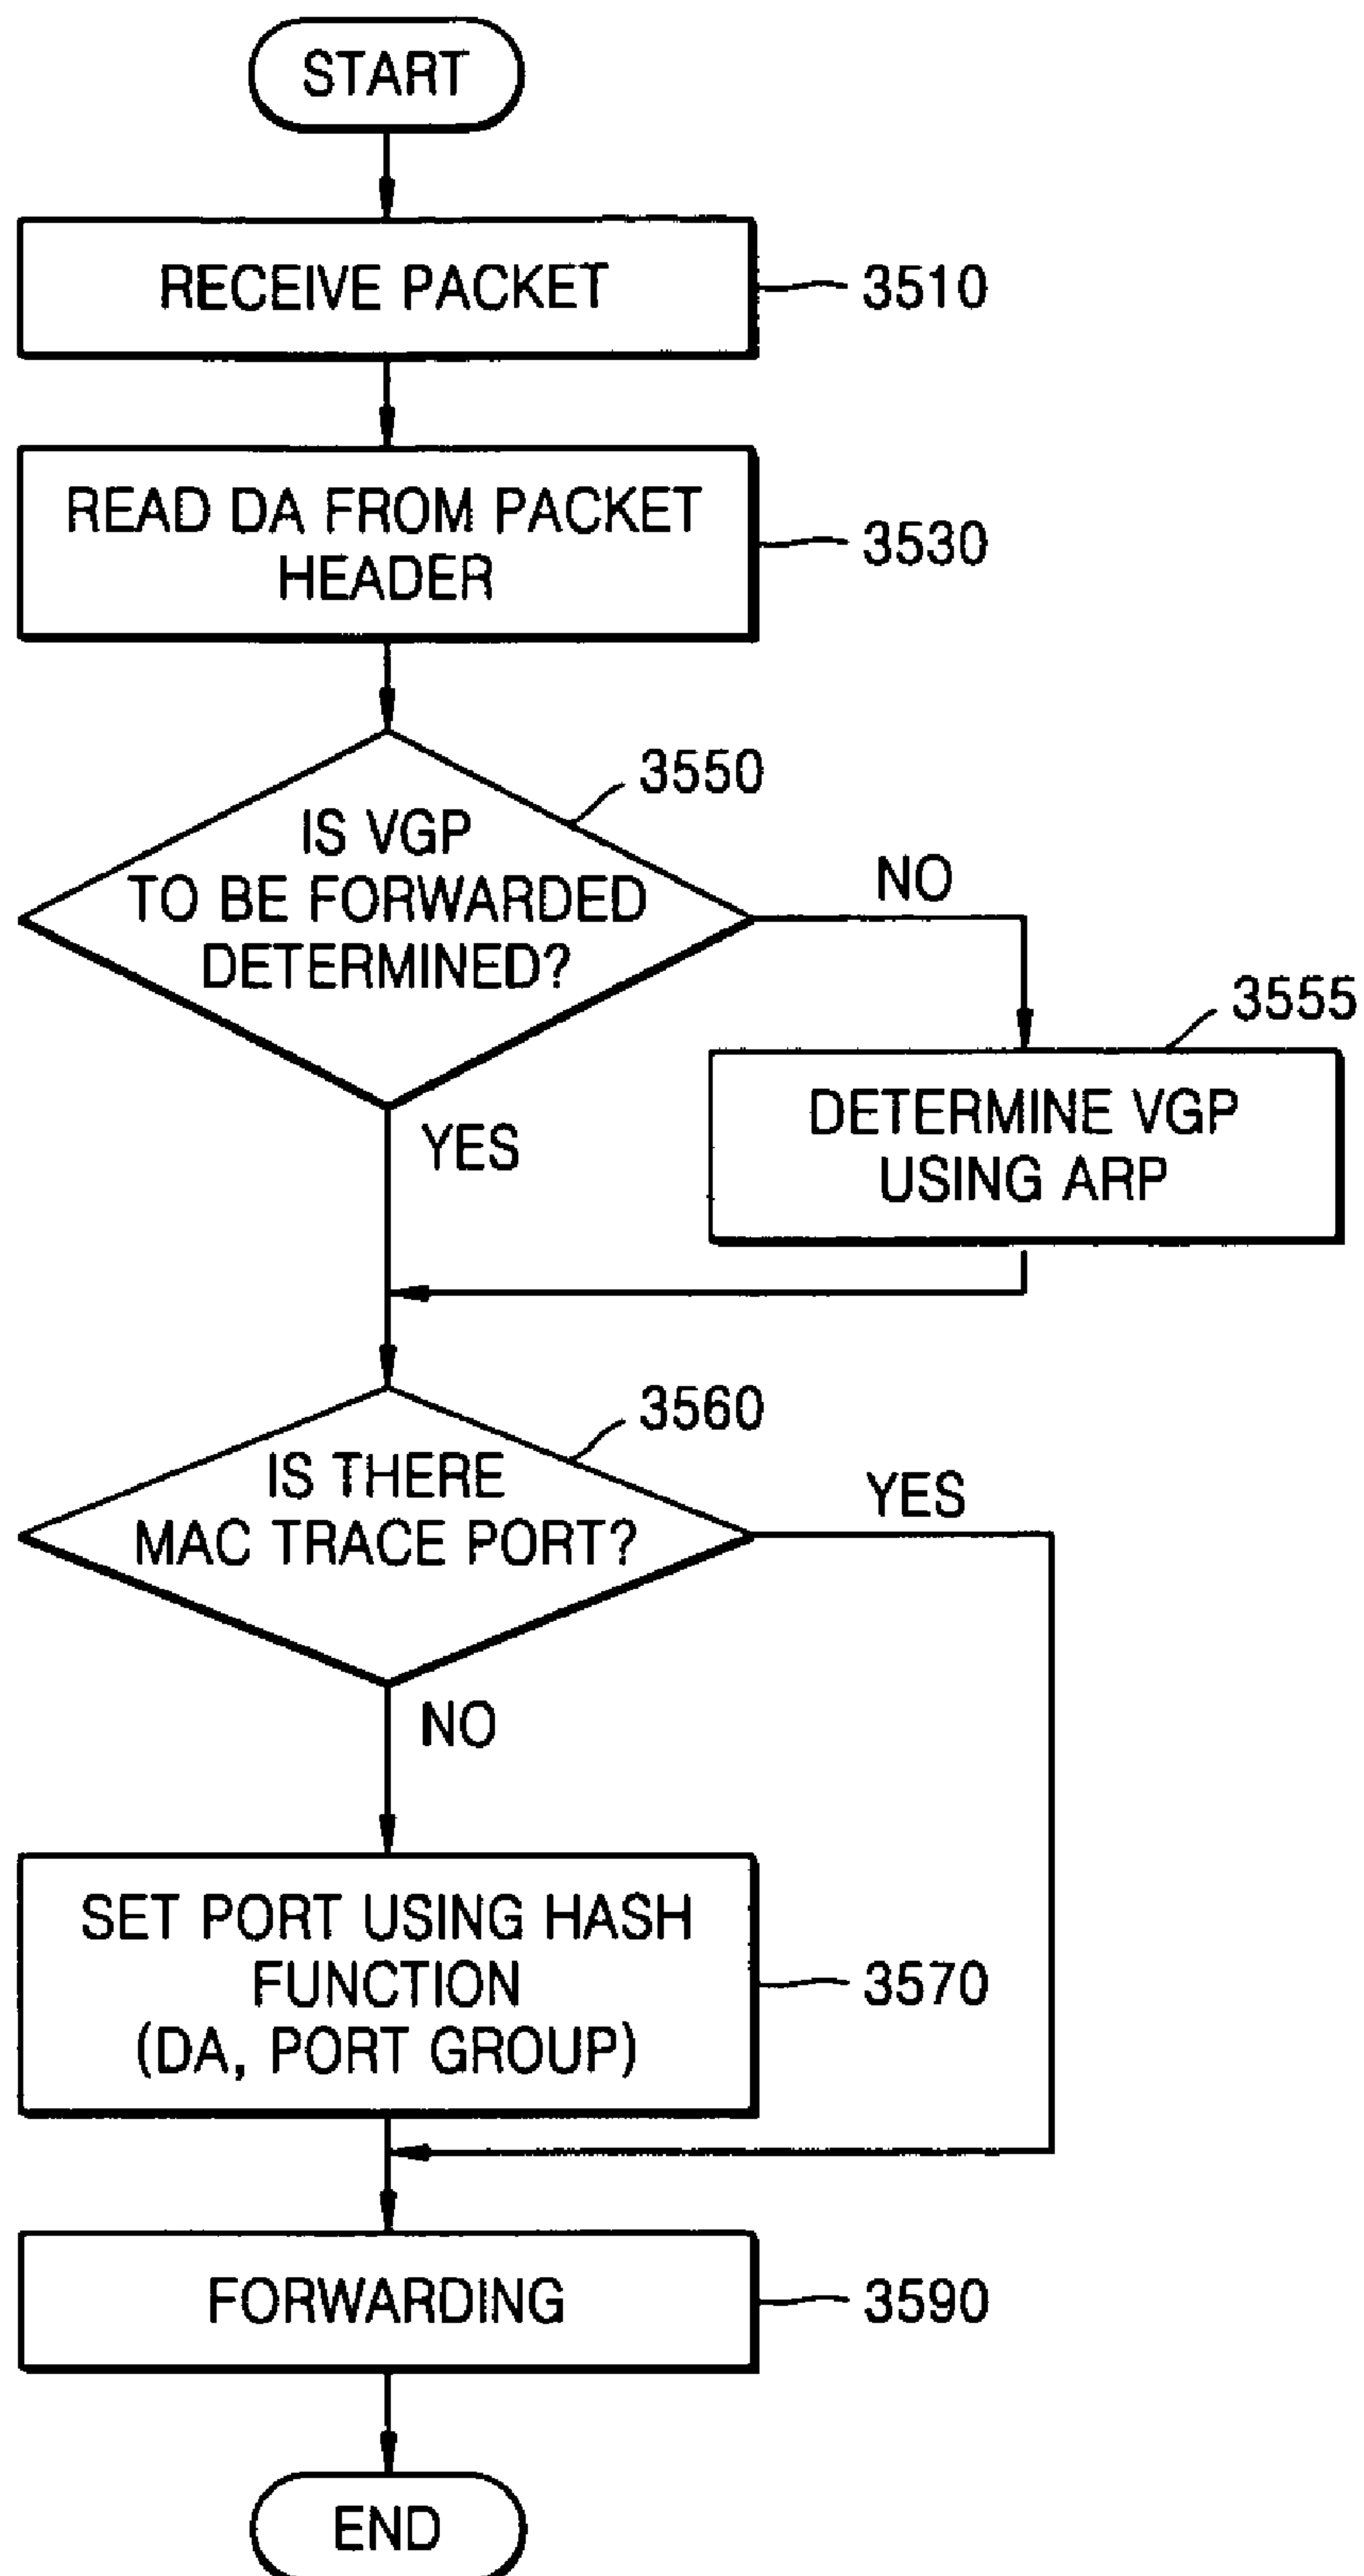 START
RECEIVE PACKET
3510
READ DA FROM PACKET
HEADER
3530
3550
IS VGP
TO BE FORWARDED
DETERMINED?
NO
3555
DETERMINE VGP
USING ARP
YES
3560
IS THERE
MAC TRACE PORT?
YES
NO
SET PORT USING HASH
FUNCTION
(DA, PORT GROUP)
3570
FORWARDING
3590
END